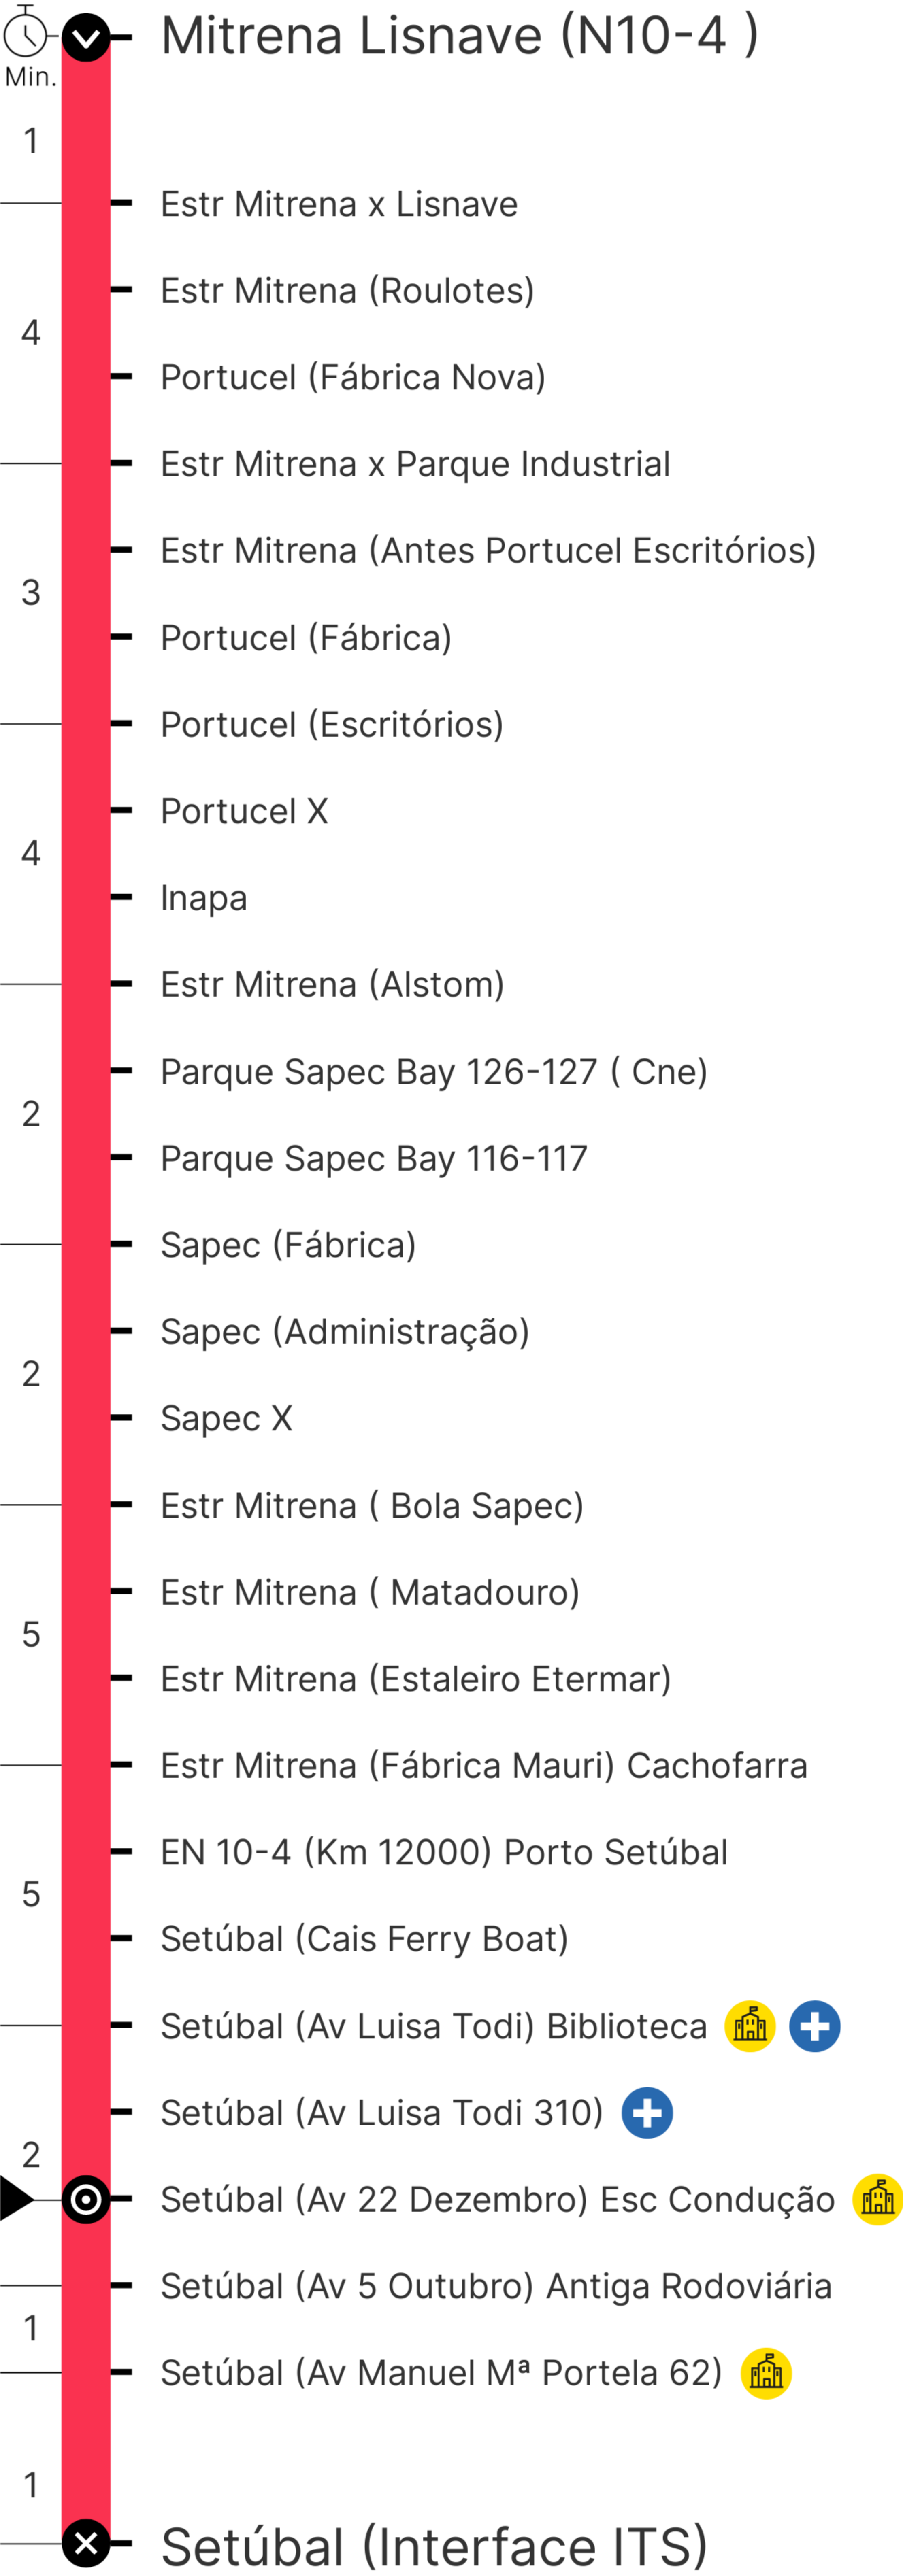 Mitrena Lisnave (N10-4 )
Min.
1
Estr Mitrena x Lisnave
Estr Mitrena (Roulotes)
4
Portucel (Fábrica Nova)
Estr Mitrena x Parque Industrial
Estr Mitrena (Antes Portucel Escritórios)
3
Portucel (Fábrica)
Portucel (Escritórios)
Portucel X
4
Inapa
Estr Mitrena (Alstom)
Parque Sapec Bay 126-127 ( Cne)
2
Parque Sapec Bay 116-117
Sapec (Fábrica)
Sapec (Administração)
2
Sapec X
Estr Mitrena ( Bola Sapec)
Estr Mitrena ( Matadouro)
5
Estr Mitrena (Estaleiro Etermar)
Estr Mitrena (Fábrica Mauri) Cachofarra
EN 10-4 (Km 12000) Porto Setúbal
5
Setúbal (Cais Ferry Boat)
Setúbal (Av Luisa Todi) Biblioteca
Setúbal (Av Luisa Todi 310)
2
Setúbal (Av 22 Dezembro) Esc Condução
Setúbal (Av 5 Outubro) Antiga Rodoviária
1
Setúbal (Av Manuel Mª Portela 62)
1
Setúbal (Interface ITS)